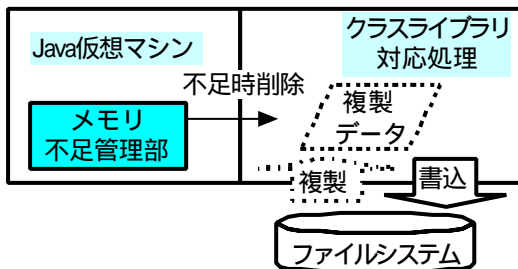 Java仮想マシン
クラスライブラリ
対応処理
不足時削除
メモリ
不足管理部
複製
データ
複製
書込
ファイルシステム